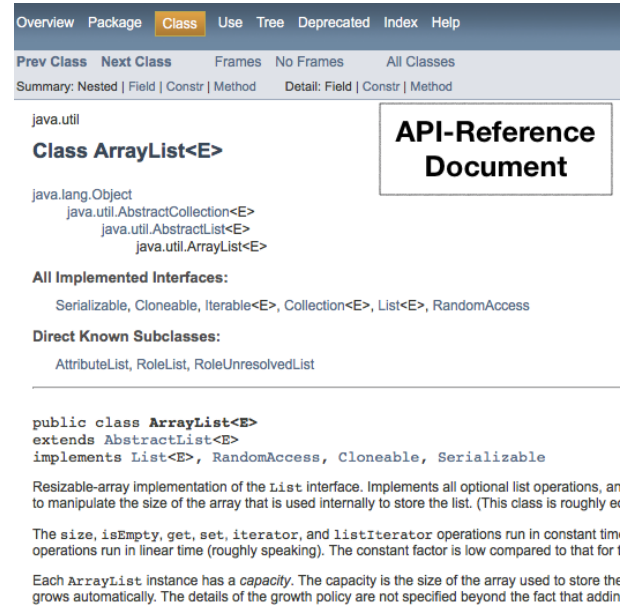 Overview Package Class Use Tree Deprecated Index Help
Prev Class Next Class Frames No Frames All Classes
Summary: Nested | Field | Constr | Method Detail: Field | Constr | Method
java.util
API-Reference
Document
Class ArrayList<E>
java.lang.Object
java.util.AbstractCollection<E>
java.util.AbstractList<E>
java.util.ArrayList<E>
All Implemented Interfaces:
Serializable, Cloneable, Iterable<E>, Collection<E>, List<E>, RandomAccess
Direct Known Subclasses:
AttributeList, RoleList, RoleUnresolvedList
public class ArrayList<E>
extends AbstractList<E>
implements List<E>, RandomAccess, Cloneable, Serializable
Resizable-array implementation of the List interface. Implements all optional list operations, an
to manipulate the size of the array that is used internally to store the list. (This class is roughly e
The size, isEmpty, get, set, iterator, and listIterator operations run in constant tim
operations run in linear time (roughly speaking). The constant factor is low compared to that for
Each ArrayList instance has a capacity. The capacity is the size of the array used to store the
grows automatically. The details of the growth policy are not specified beyond the fact that addin